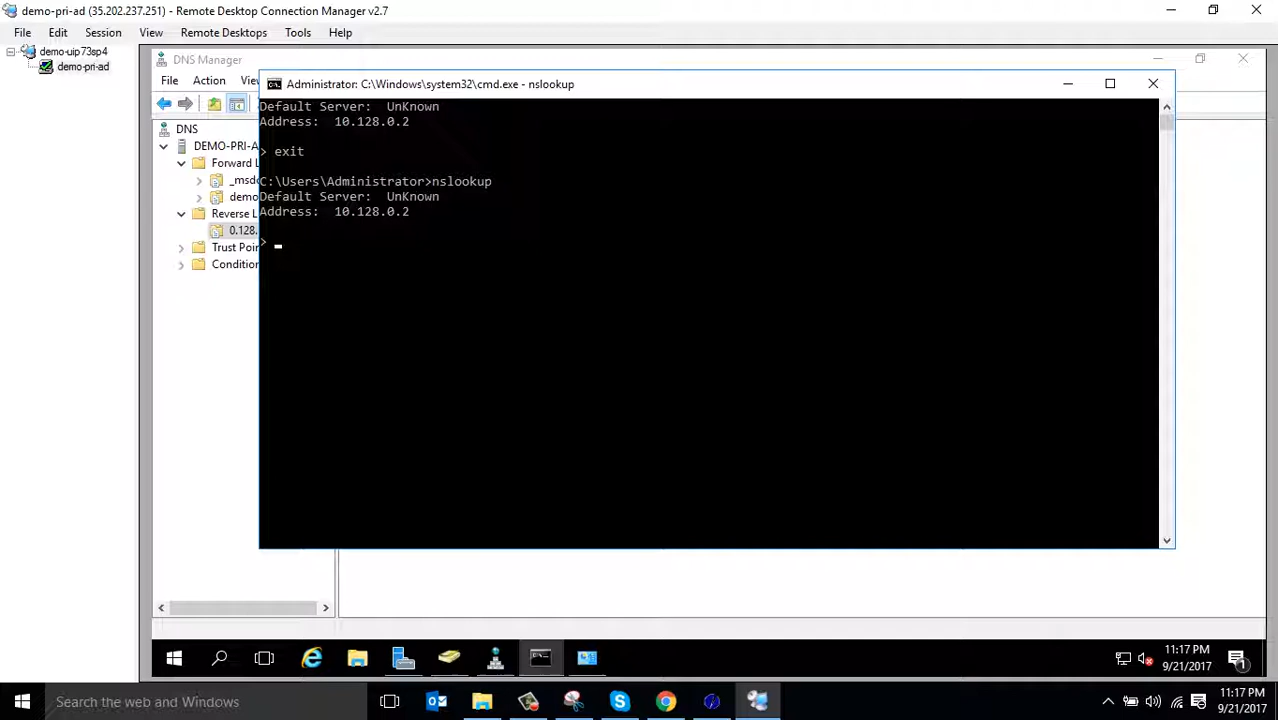 demo-pri-ad (35.202.237.251) - Remote Desktop Connection Manager v2.7
File Edit Session View Remote Desktops Tools Help
demo-uip73sp4
demo-pri-ad
DNS Manager
File Action Vie
Administrator: C:\Windows\system32\cmd.exe - nslookup
Default Server: UnKnown
Address: 10.128.0.2
> exit
C:\Users\Administrator>nslookup
Default Server: UnKnown
Address: 10.128.0.2
>
DNS
DEMO-PRI-A
Forward L
_msdc
demo
Reverse L
0.128.
Trust Poin
Condition
11:17 PM
9/21/2017
1
Search the web and Windows
11:17 PM
9/21/2017